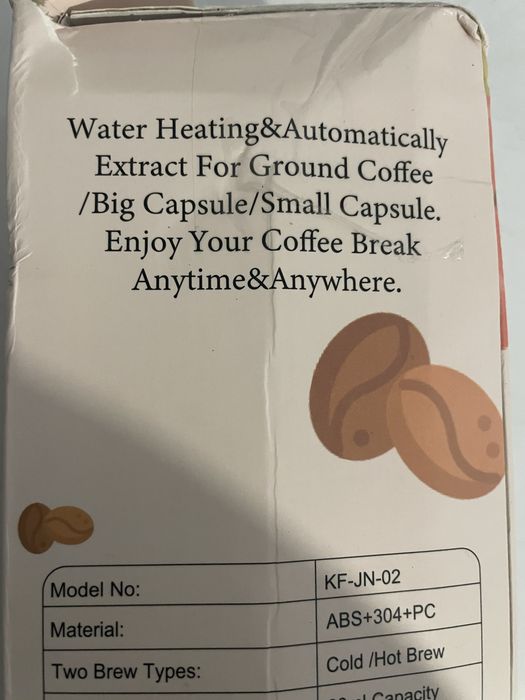 Water Heating&Automatically
Extract For Ground Coffee
/Big Capsule/Small Capsule.
Enjoy Your Coffee Break
Anytime&Anywhere.
Model No: KF-JN-02
Material: ABS+304+PC
Two Brew Types: Cold /Hot Brew
Capacity